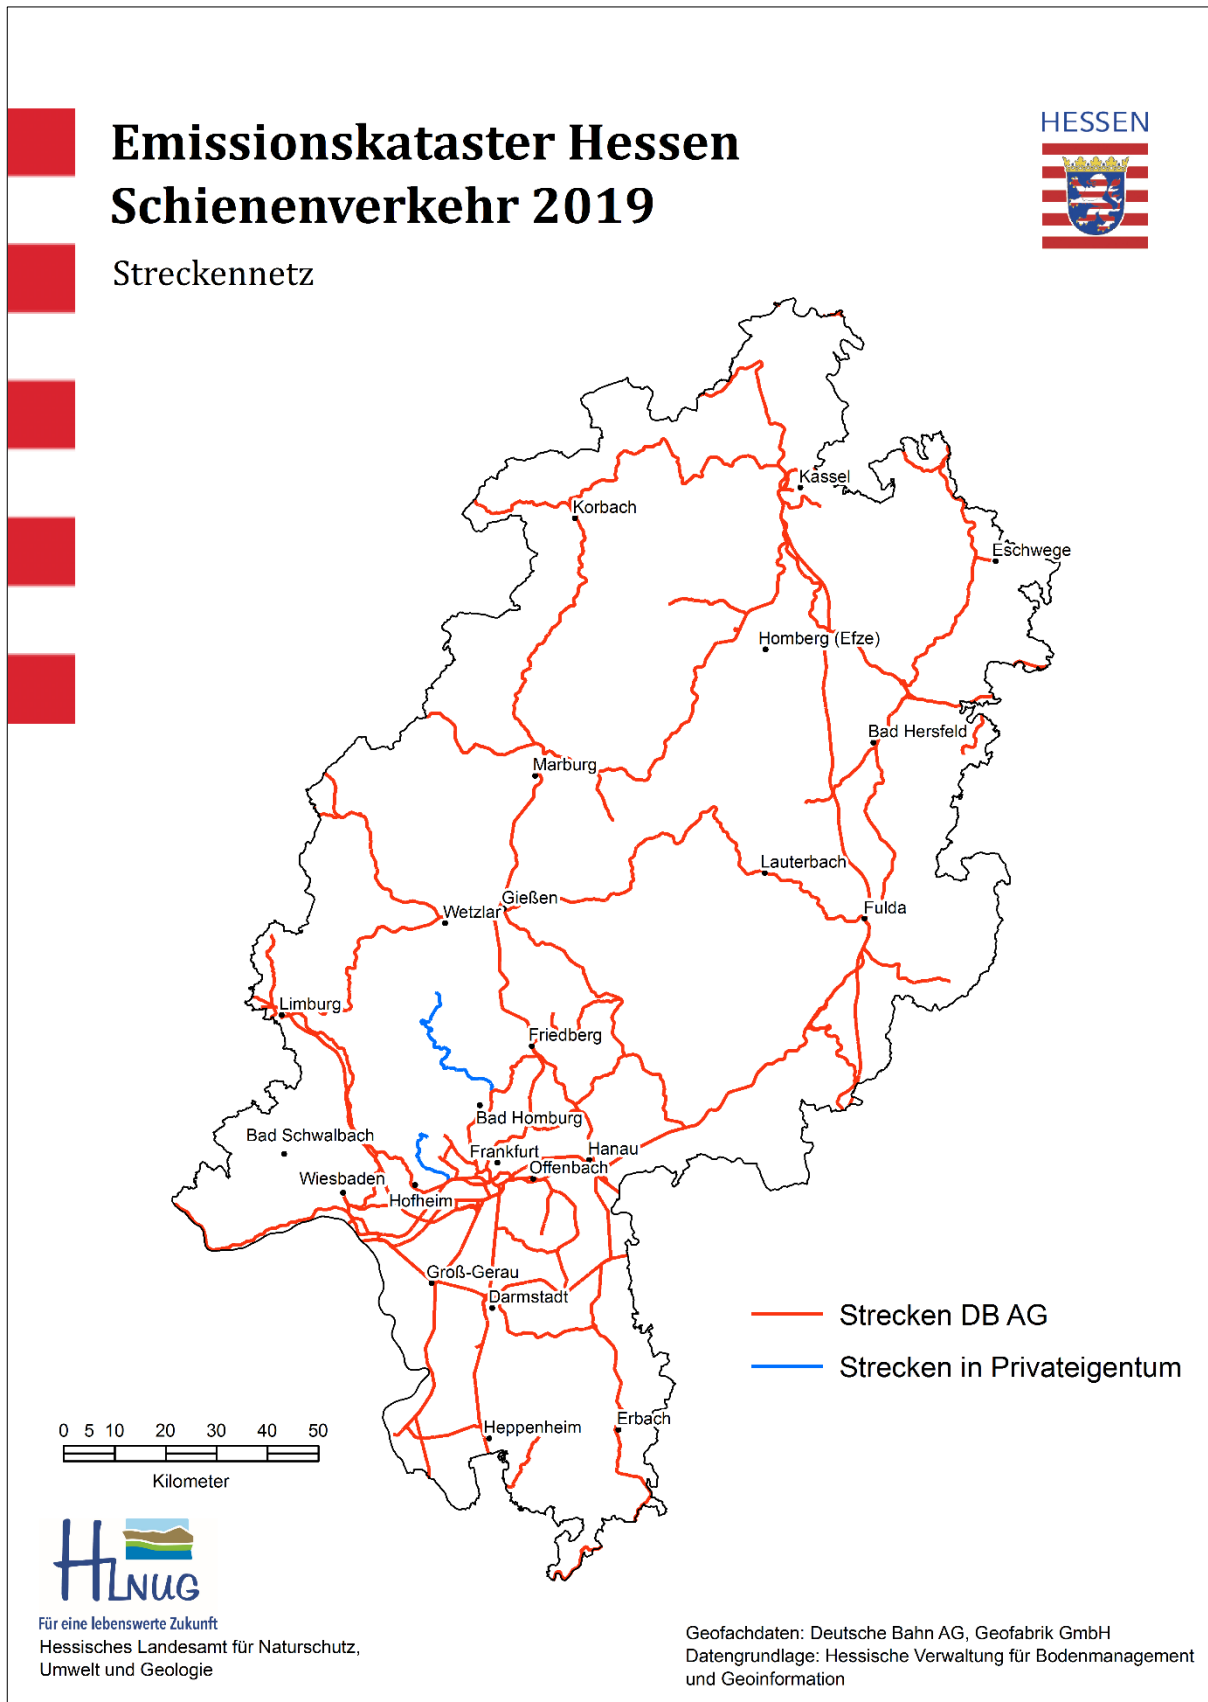 Emissionskataster Hessen
Schienenverkehr 2019
Streckennetz
HESSEN
Kassel
Korbach
Eschwege
Homberg (Efze)
Bad Hersfeld
Marburg
Lauterbach
Gießen
Wetzlar
Fulda
Limburg
Friedberg
Bad Homburg
Bad Schwalbach
Frankfurt
Hanau
Offenbach
Wiesbaden
Hofheim
Groß-Gerau
Darmstadt
Strecken DB AG
Strecken in Privateigentum
Erbach
Heppenheim
0 5 10 20 30 40 50
Kilometer
HLNUG
Für eine lebenswerte Zukunft
Hessisches Landesamt für Naturschutz,
Umwelt und Geologie
Geofachdaten: Deutsche Bahn AG, Geofabrik GmbH
Datengrundlage: Hessische Verwaltung für Bodenmanagement
und Geoinformation